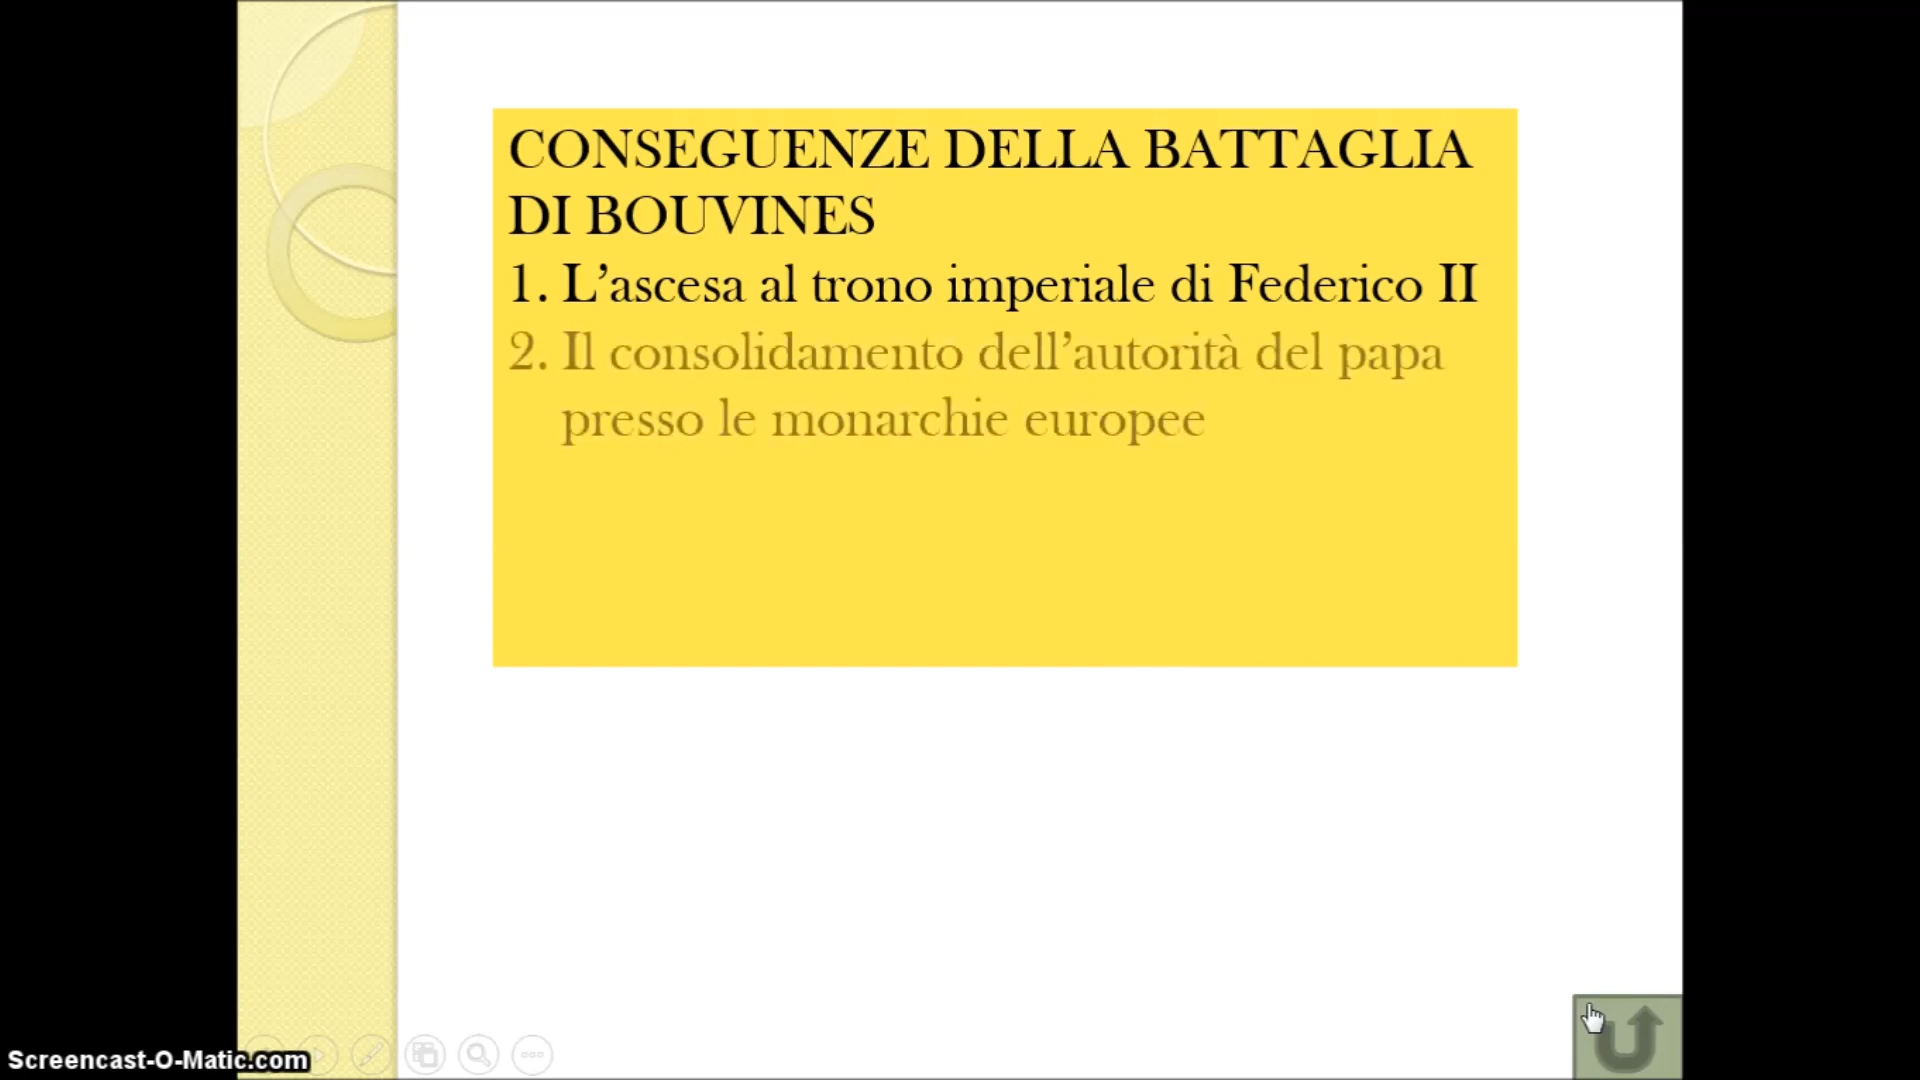 CONSEGUENZE DELLA BATTAGLIA
DI BOUVINES
1. L’ascesa al trono imperiale di Federico II
2. Il consolidamento dell’autorità del papa
presso le monarchie europee
Screencast-O-Matic.com